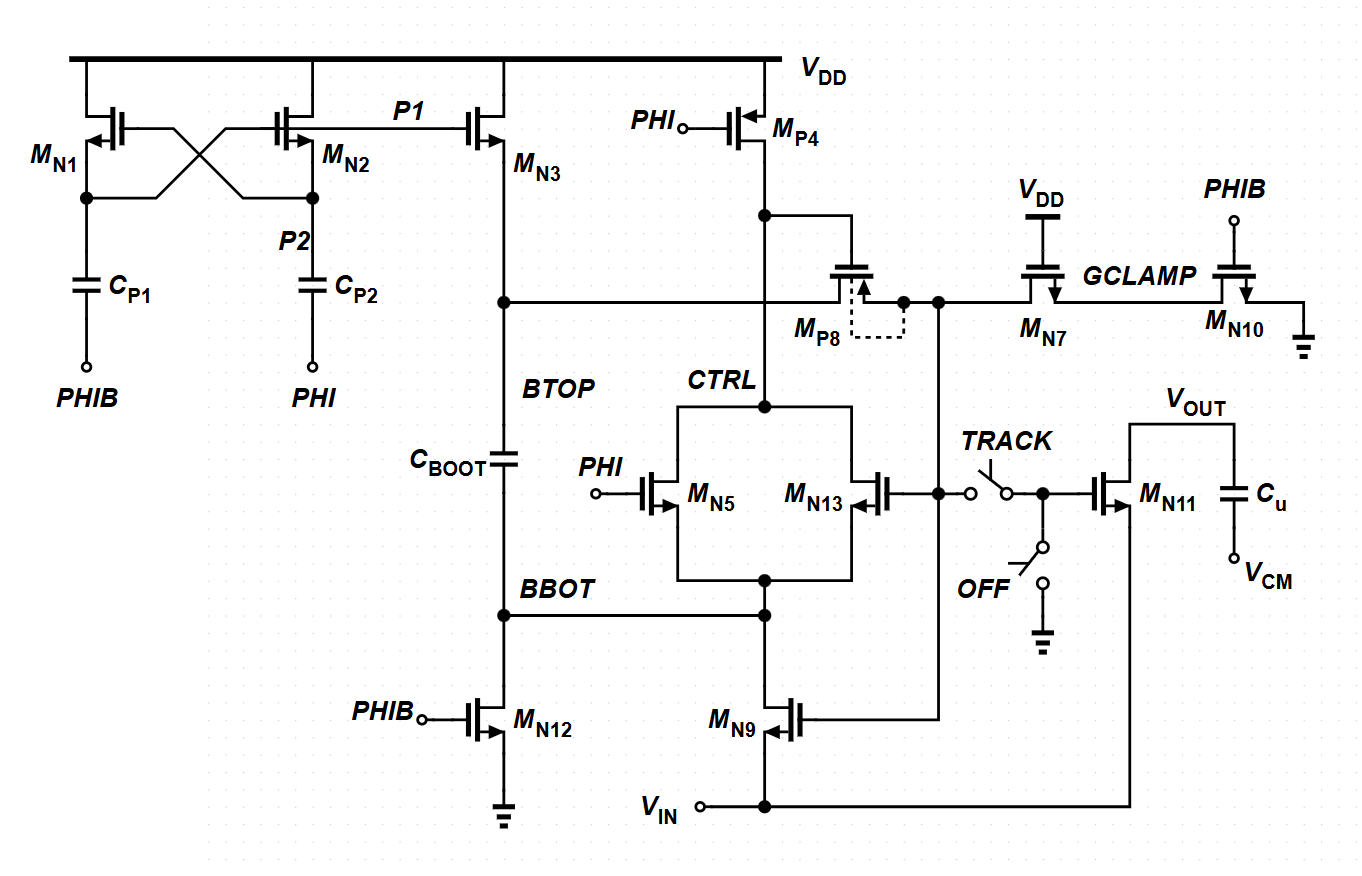 VDD
P1
PHI
MP4
MN1
MN2
MN3
VDD
PHIB
P2
CP1
CP2
GCLAMP
MP8
MN7
MN10
PHIB
PHI
BTOP
CTRL
VOUT
TRACK
CBOOT
PHI
MN5
MN13
MN11
Cu
BBOT
OFF
VCM
PHIB
MN12
MN9
VIN